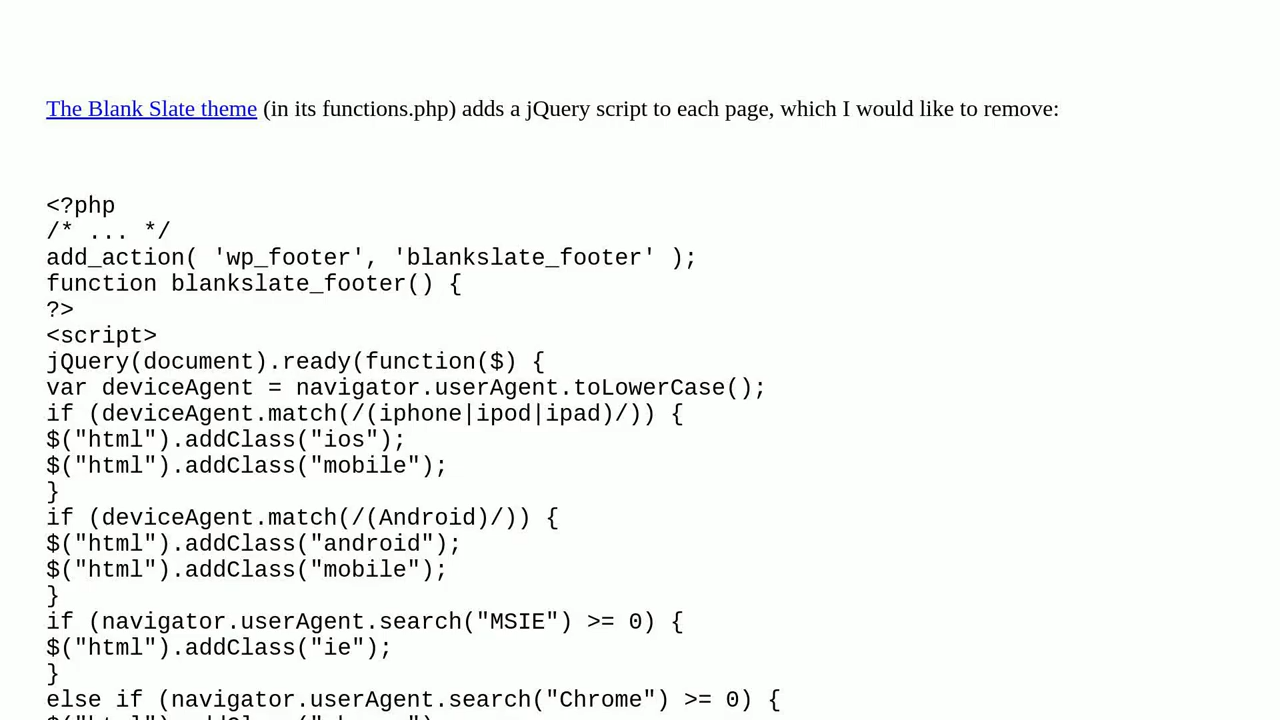 The Blank Slate theme (in its functions.php) adds a jQuery script to each page, which I would like to remove:
<?php
/* ... */
add_action( 'wp_footer', 'blankslate_footer' );
function blankslate_footer() {
?>
<script>
jQuery(document).ready(function($) {
var deviceAgent = navigator.userAgent.toLowerCase();
if (deviceAgent.match(/(iphone|ipod|ipad)/)) {
$("html").addClass("ios");
$("html").addClass("mobile");
}
if (deviceAgent.match(/(Android)/)) {
$("html").addClass("android");
$("html").addClass("mobile");
}
if (navigator.userAgent.search("MSIE") >= 0) {
$("html").addClass("ie");
}
else if (navigator.userAgent.search("Chrome") >= 0) {